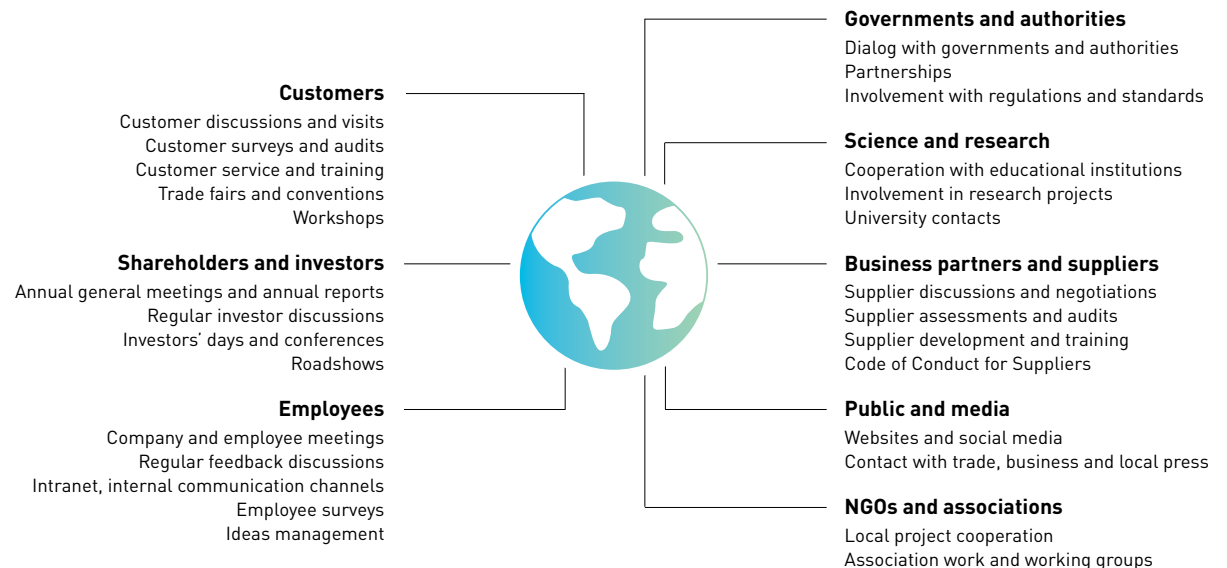 Customers
Customer discussions and visits
Customer surveys and audits
Customer service and training
Trade fairs and conventions
Workshops
Shareholders and investors
Annual general meetings and annual reports
Regular investor discussions
Investors’ days and conferences
Roadshows
Employees
Company and employee meetings
Regular feedback discussions
Intranet, internal communication channels
Employee surveys
Ideas management
Governments and authorities
Dialog with governments and authorities
Partnerships
Involvement with regulations and standards
Science and research
Cooperation with educational institutions
Involvement in research projects
University contacts
Business partners and suppliers
Supplier discussions and negotiations
Supplier assessments and audits
Supplier development and training
Code of Conduct for Suppliers
Public and media
Websites and social media
Contact with trade, business and local press
NGOs and associations
Local project cooperation
Association work and working groups